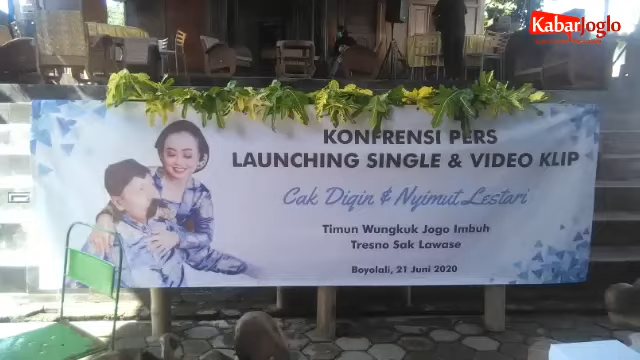 KabarJoglo
KONFRENSI PERS
LAUNCHING SINGLE & VIDEO KLIP
Cak Diqin & Nyimut Lestari
Timun Wungkuk Jogo Imbuh
Tresno Sak Lawase
Boyolali, 21 Juni 2020